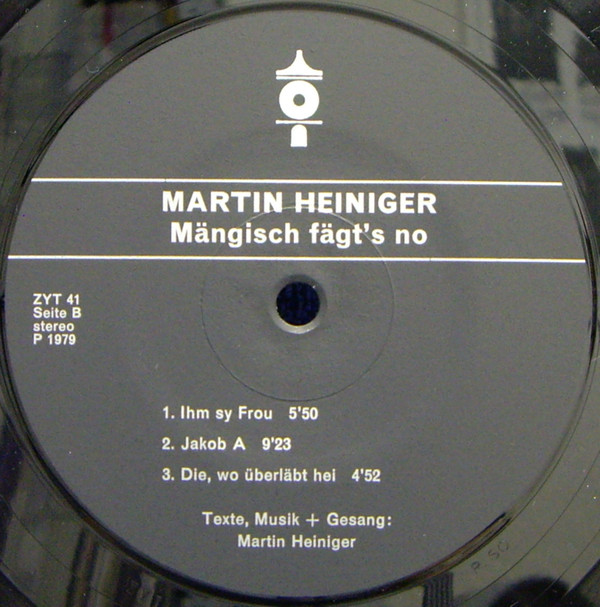 MARTIN HEINIGER
Mängisch fägt's no
ZYT 41
Seite B
stereo
P 1979
1. Ihm sy Frou 5'50
2. Jakob A 9'23
3. Die, wo überläbt hei 4'52
Texte, Musik + Gesang:
Martin Heiniger